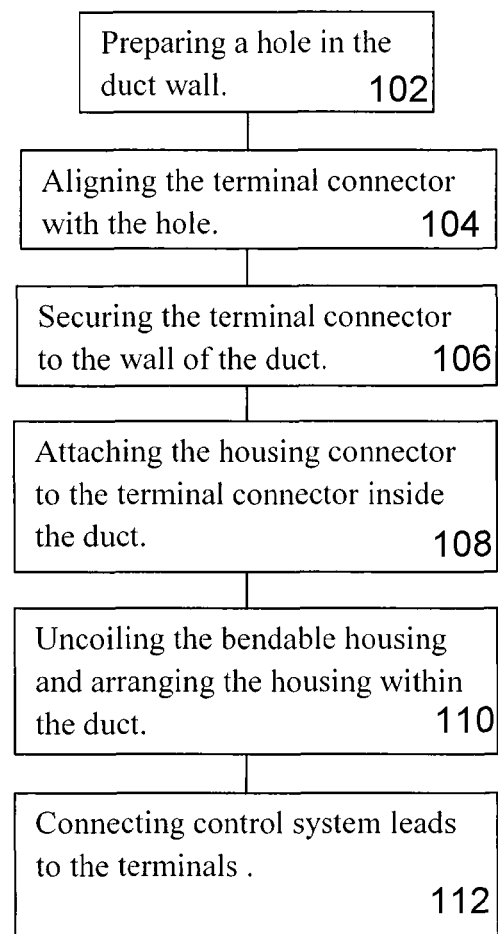 Preparing a hole in the
duct wall. 102
Aligning the terminal connector
with the hole. 104
Securing the terminal connector
to the wall of the duct. 106
Attaching the housing connector
to the terminal connector inside
the duct. 108
Uncoiling the bendable housing
and arranging the housing within
the duct. 110
Connecting control system leads
to the terminals .
112